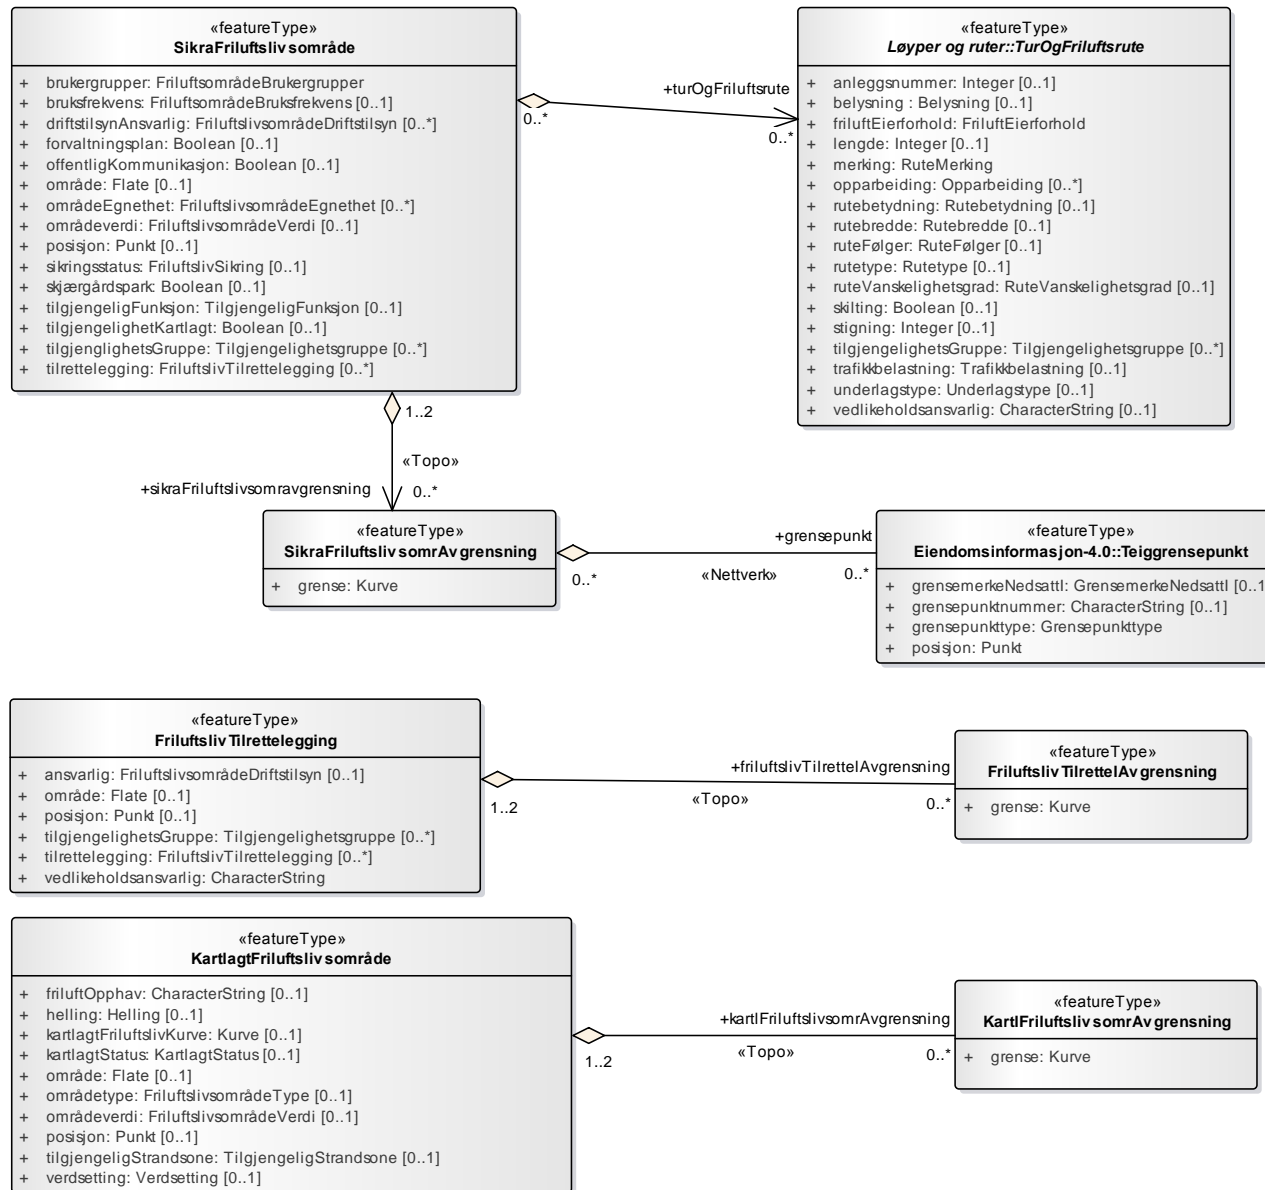 «featureType»
SikraFriluftslivsområde
+ brukergrupper: FriluftsområdeBrukergrupper
+ bruksfrekvens: FriluftsområdeBruksfrekvens [0..1]
+ driftstilsynAnsvarlig: FriluftslivsområdeDriftstilsyn [0..*]
+ forvaltningsplan: Boolean [0..1]
+ offentligKommunikasjon: Boolean [0..1]
+ område: Flate [0..1]
+ områdeEgnethet: FriluftslivsområdeEgnethet [0..*]
+ områdeverdi: FriluftslivsområdeVerdi [0..1]
+ posisjon: Punkt [0..1]
+ sikringsstatus: FriluftslivSikring [0..1]
+ skjærgårdspark: Boolean [0..1]
+ tilgjengeligFunksjon: TilgjengeligFunksjon [0..1]
+ tilgjengelighetKartlagt: Boolean [0..1]
+ tilgjenglighetsGruppe: Tilgjengelighetsgruppe [0..*]
+ tilrettelegging: FriluftslivTilrettelegging [0..*]
+turOgFriluftsrute
0..*
0..*
«featureType»
Løyper og ruter::TurOgFriluftsrute
+ anleggsnummer: Integer [0..1]
+ belysning : Belysning [0..1]
+ friluftEierforhold: FriluftEierforhold
+ lengde: Integer [0..1]
+ merking: RuteMerking
+ opparbeiding: Opparbeiding [0..*]
+ rutebetydning: Rutebetydning [0..1]
+ rutebredde: Rutebredde [0..1]
+ ruteFølger: RuteFølger [0..1]
+ rutetype: Rutetype [0..1]
+ ruteVanskelighetsgrad: RuteVanskelighetsgrad [0..1]
+ skilting: Boolean [0..1]
+ stigning: Integer [0..1]
+ tilgjengelighetsGruppe: Tilgjengelighetsgruppe [0..*]
+ trafikkbelastning: Trafikkbelastning [0..1]
+ underlagstype: Underlagstype [0..1]
+ vedlikeholdsansvarlig: CharacterString [0..1]
1..2
«Topo»
+sikraFriluftslivsomravgrensning
0..*
«featureType»
SikraFriluftslivsomrAvgrensning
+ grense: Kurve
+grensepunkt
0..*
«Nettverk»
0..*
«featureType»
Eiendomsinformasjon-4.0::Teiggrensepunkt
+ grensemerkeNedsattI: GrensemerkeNedsattI [0..1
+ grensepunktnummer: CharacterString [0..1]
+ grensepunkttype: Grensepunkttype
+ posisjon: Punkt
«featureType»
FriluftslivTilrettelegging
+ ansvarlig: FriluftslivsområdeDriftstilsyn [0..1]
+ område: Flate [0..1]
+ posisjon: Punkt [0..1]
+ tilgjengelighetsGruppe: Tilgjengelighetsgruppe [0..*]
+ tilrettelegging: FriluftslivTilrettelegging [0..*]
+ vedlikeholdsansvarlig: CharacterString
+friluftslivTilrettelAvgrensning
1..2
«Topo»
0..*
«featureType»
FriluftslivTilrettelAvgrensning
+ grense: Kurve
«featureType»
KartlagtFriluftslivsområde
+ friluftOpphav: CharacterString [0..1]
+ helling: Helling [0..1]
+ kartlagtFriluftslivKurve: Kurve [0..1]
+ kartlagtStatus: KartlagtStatus [0..1]
+ område: Flate [0..1]
+ områdetype: FriluftslivsområdeType [0..1]
+ områdeverdi: FriluftslivsområdeVerdi [0..1]
+ posisjon: Punkt [0..1]
+ tilgjengeligStrandsone: TilgjengeligStrandsone [0..1]
+ verdsetting: Verdsetting [0..1]
+kartlFriluftslivsomrAvgrensning
1..2
«Topo»
0..*
«featureType»
KartlFriluftslivsomrAvgrensning
+ grense: Kurve